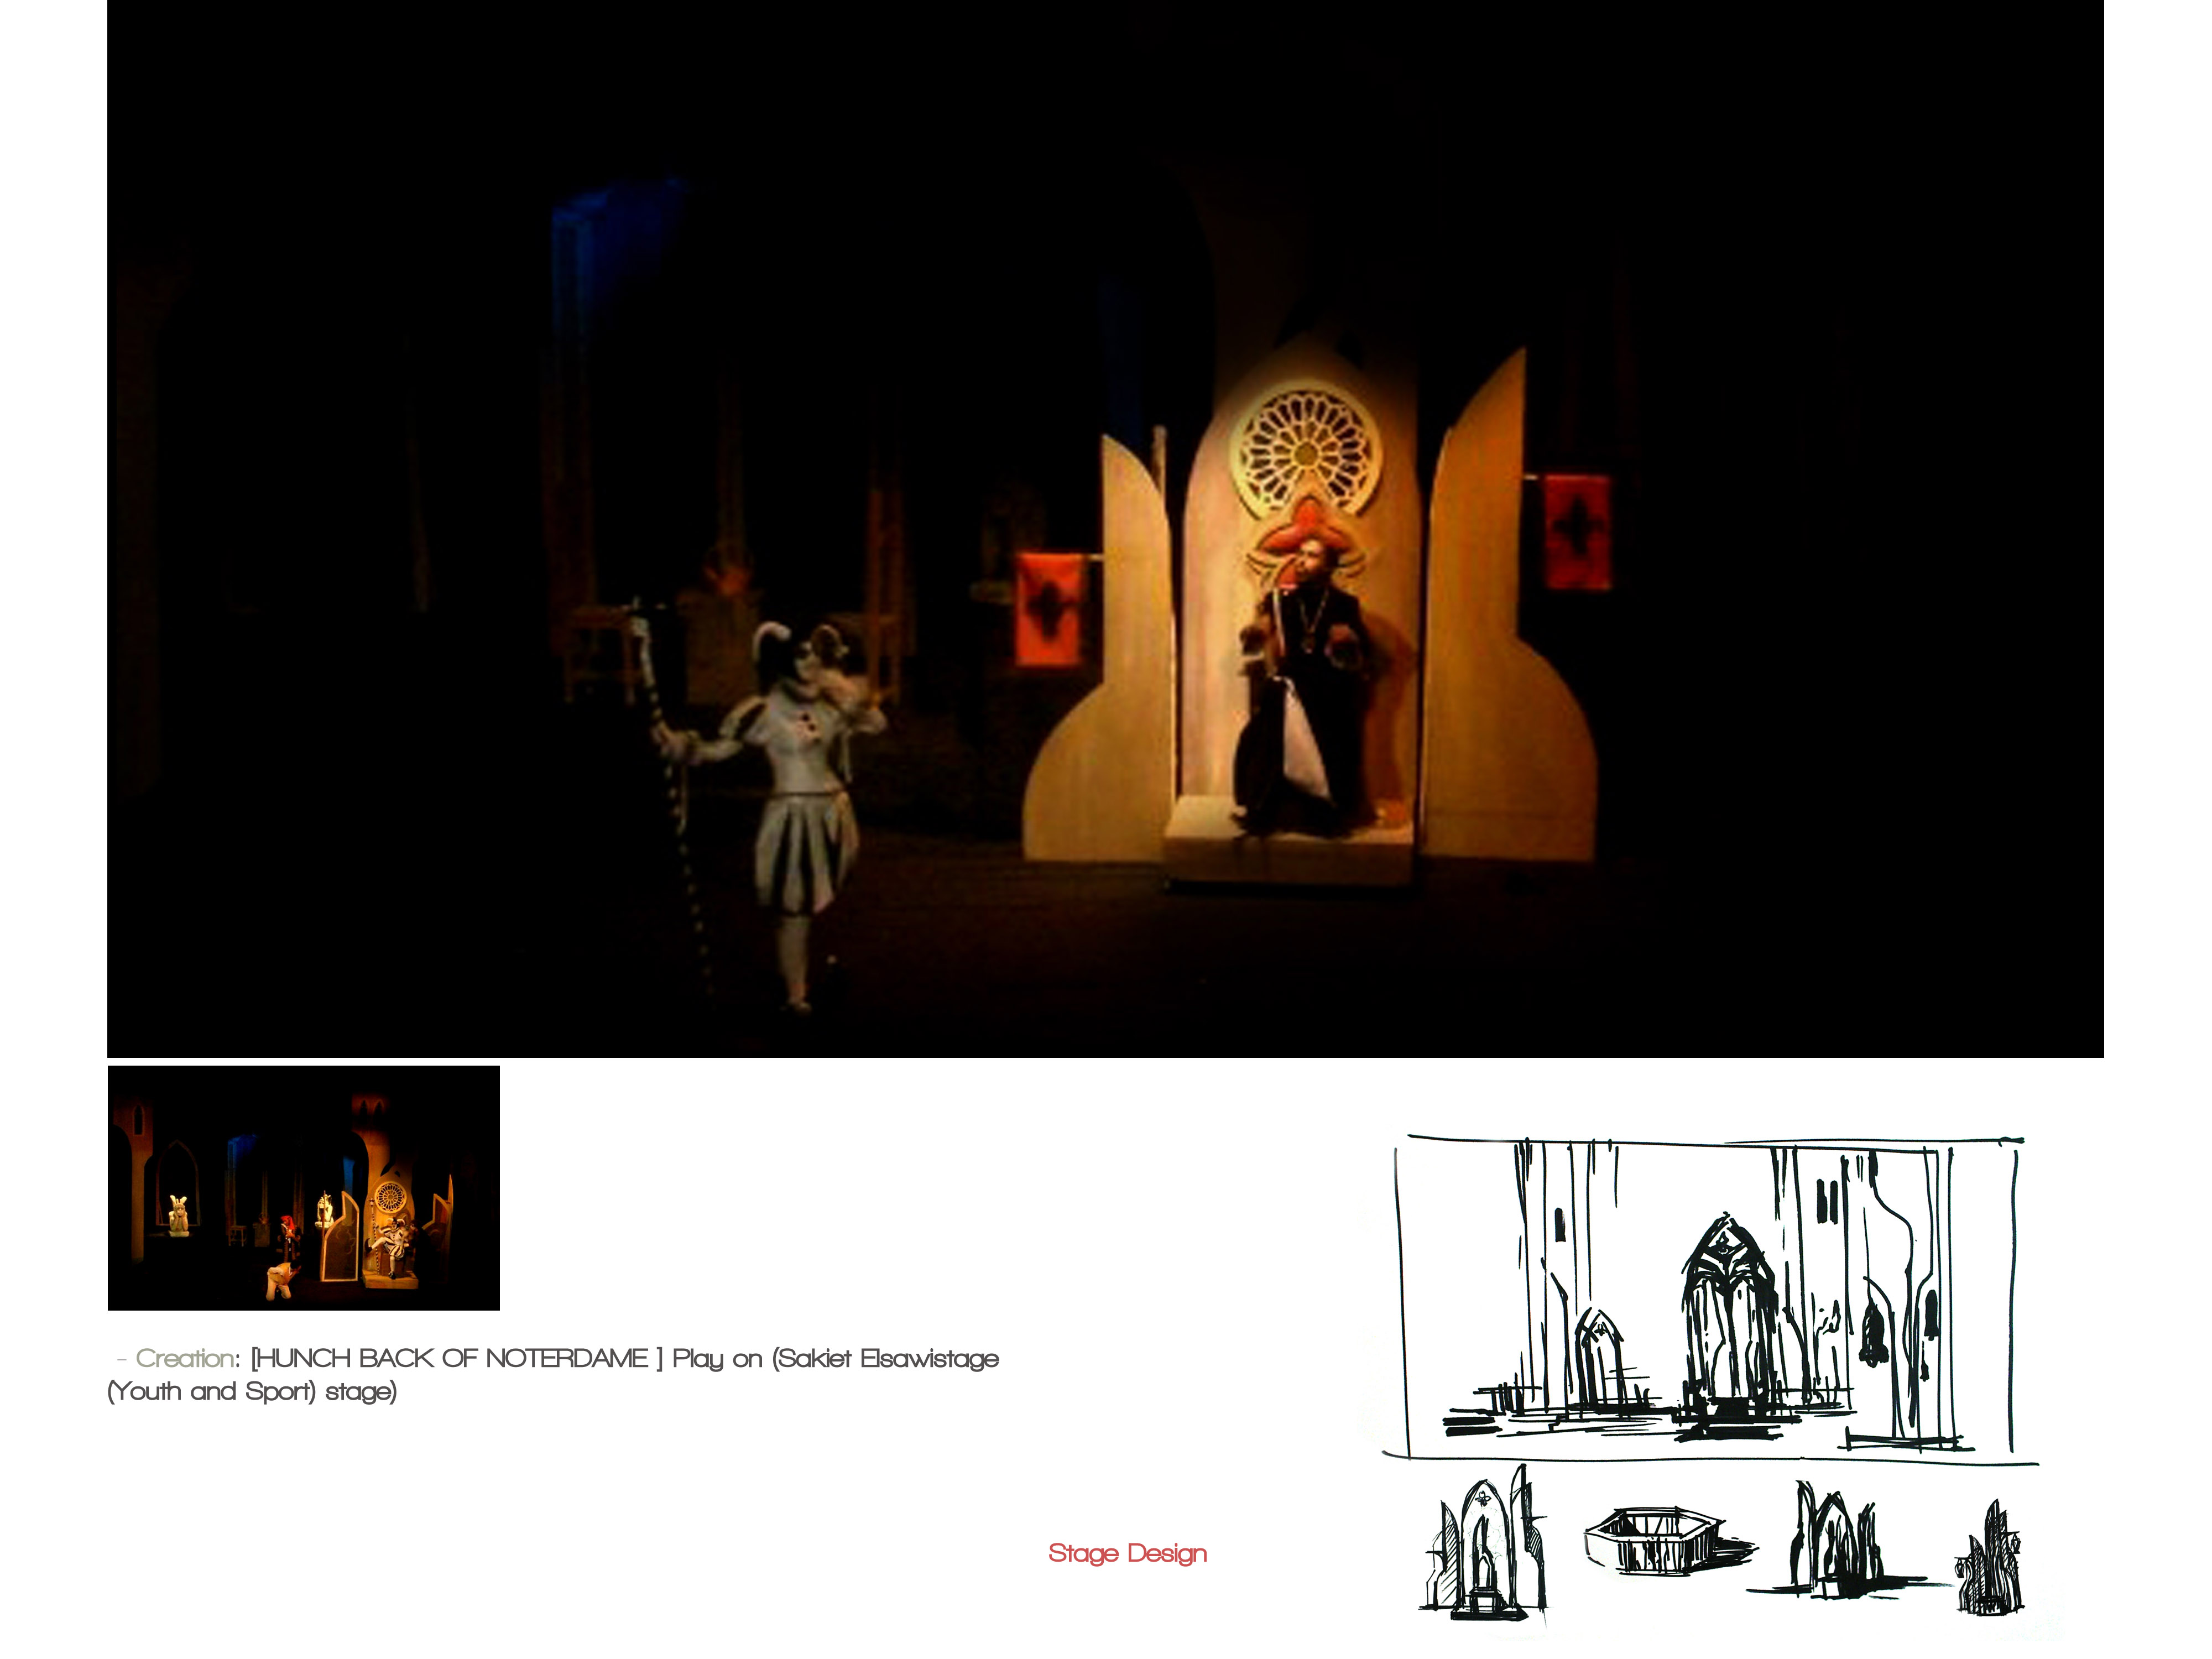 - Creation: [HUNCH BACK OF NOTERDAME ] Play on (Sakiet Elsawistage
(Youth and Sport) stage)
Stage Design